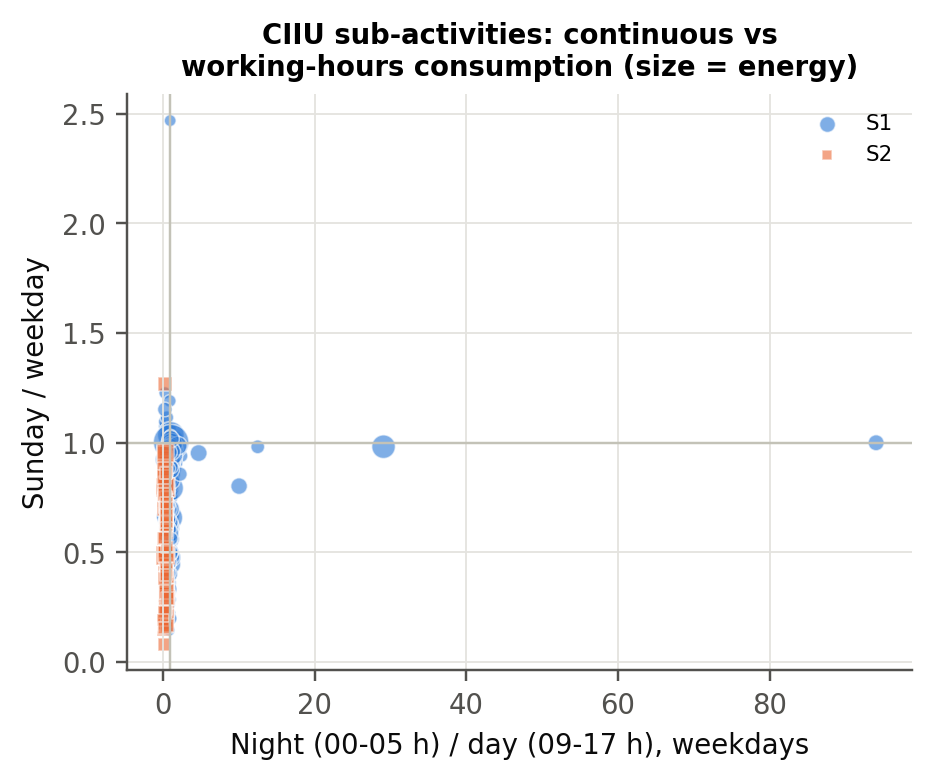 CIIU sub-activities: continuous vs
working-hours consumption (size = energy)
S1
S2
2.5
2.0
1.5
1.0
0.5
0.0
Sunday / weekday
0
20
40
60
80
Night (00-05 h) / day (09-17 h), weekdays